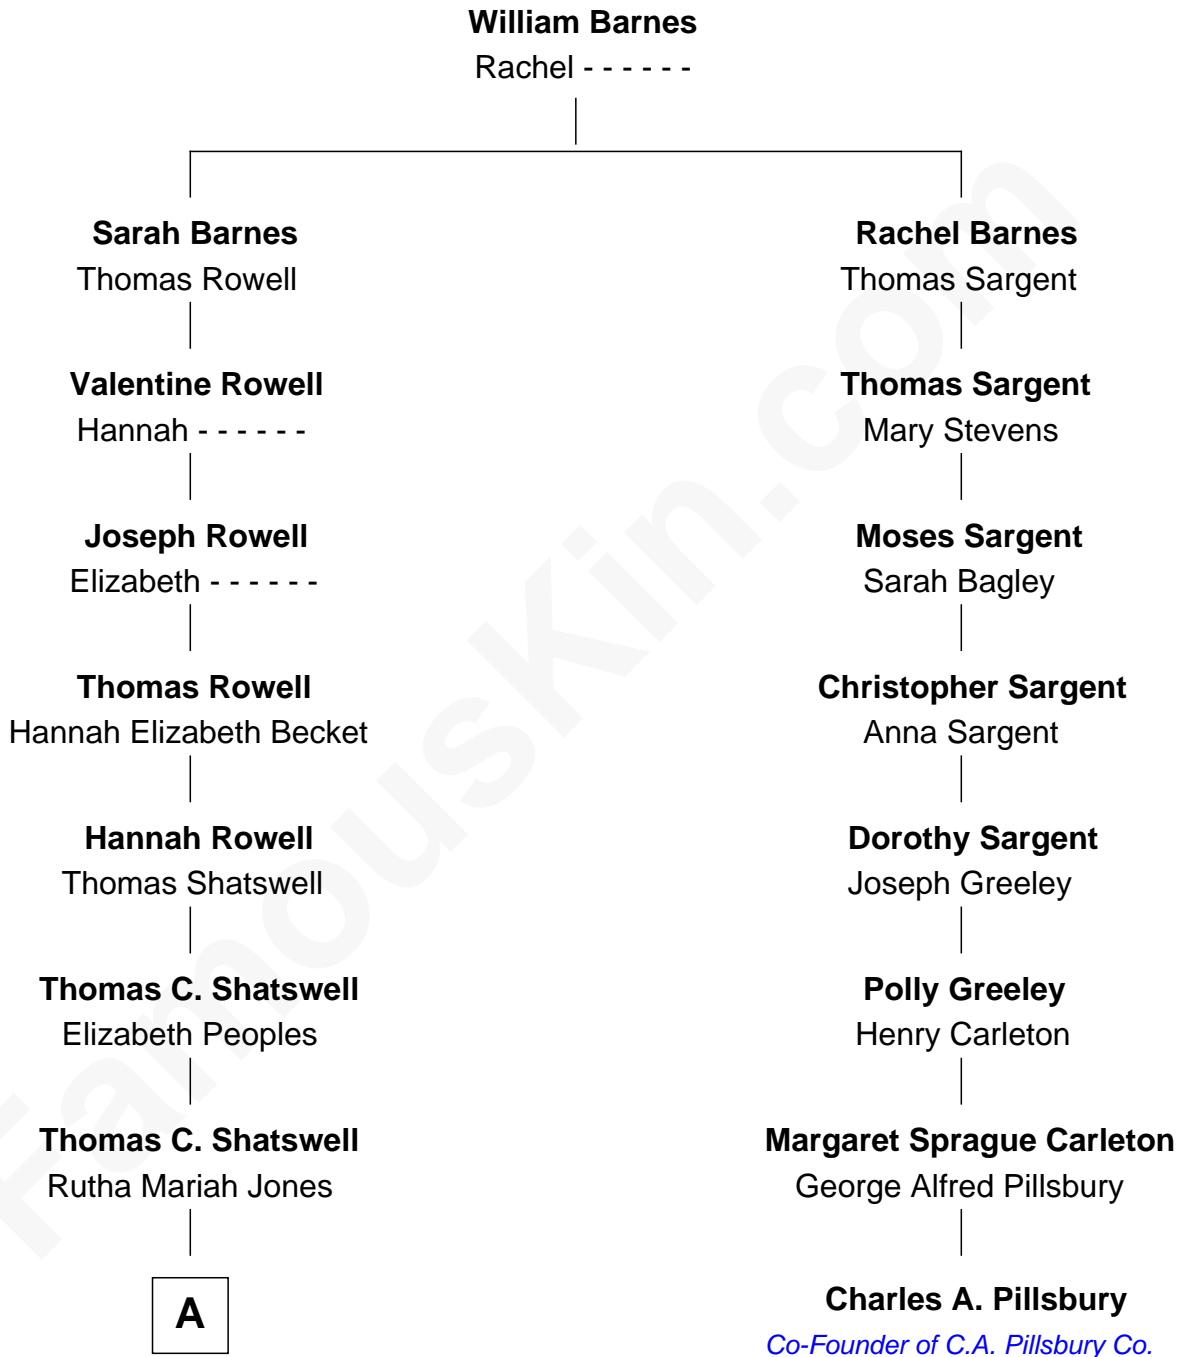 William Barnes
Rachel - - - - - -
Sarah Barnes
Thomas Rowell
Rachel Barnes
Thomas Sargent
Valentine Rowell
Hannah - - - - - -
Thomas Sargent
Mary Stevens
Joseph Rowell
Elizabeth - - - - - -
Moses Sargent
Sarah Bagley
Thomas Rowell
Hannah Elizabeth Becket
Christopher Sargent
Anna Sargent
Hannah Rowell
Thomas Shatswell
Dorothy Sargent
Joseph Greeley
Thomas C. Shatswell
Elizabeth Peoples
Polly Greeley
Henry Carleton
Thomas C. Shatswell
Rutha Mariah Jones
Margaret Sprague Carleton
George Alfred Pillsbury
A
Charles A. Pillsbury
Co-Founder of C.A. Pillsbury Co.
FamousKin.com